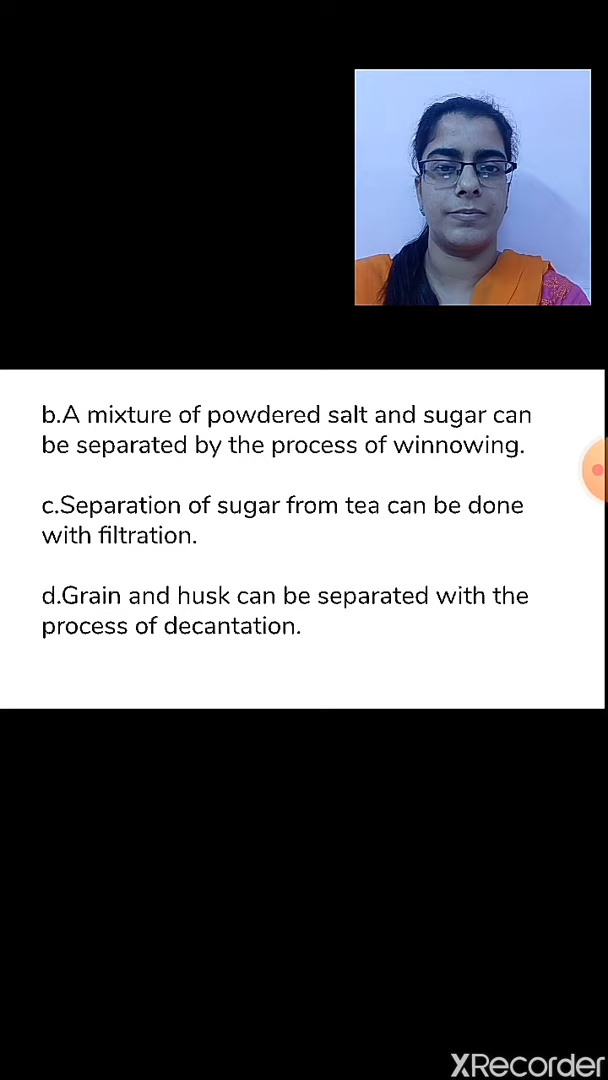 b.A mixture of powdered salt and sugar can
be separated by the process of winnowing.
c.Separation of sugar from tea can be done
with filtration.
d.Grain and husk can be separated with the
process of decantation.
XRecorder